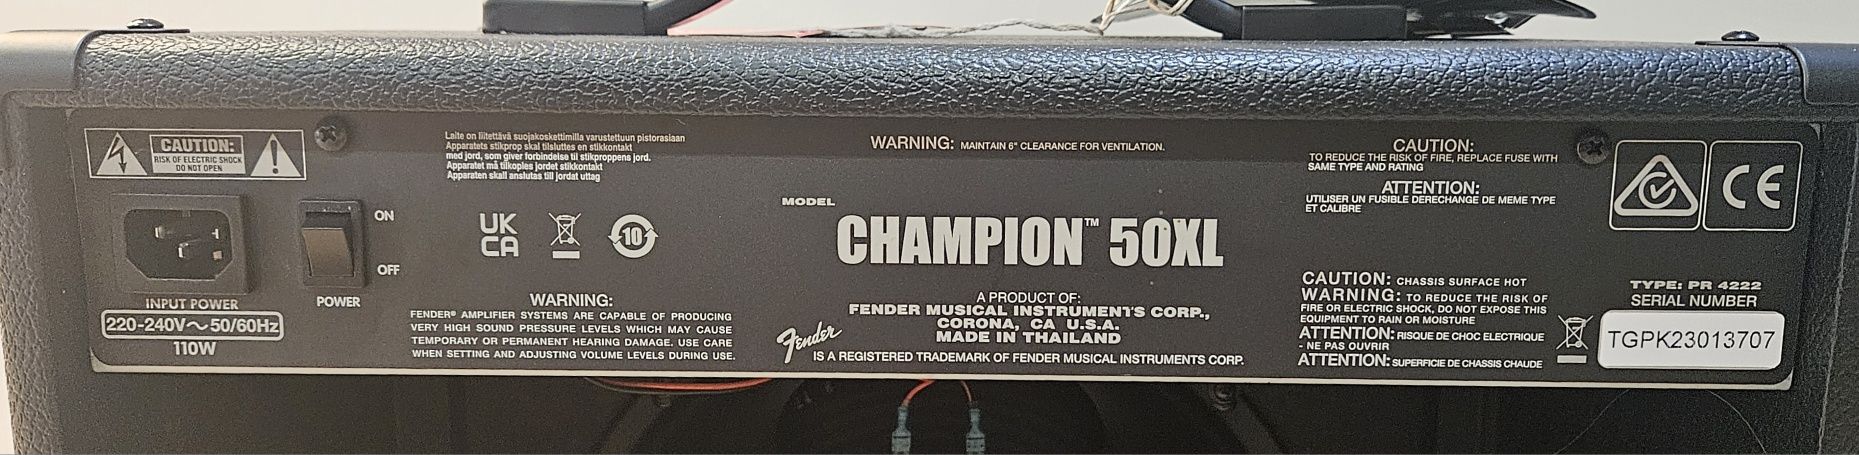 CAUTION:
RISK OF ELECTRIC SHOCK
DO NOT OPEN
Laite on liitettävä suojakoskettimilla varustettuun pistorasiaan
Apparatets stikprop skal tilsluttes en stikkontakt
med jord, som giver forbindelse til stikproppens jord.
Apparatet må tilkoples jordet stikkontakt
Apparaten skall anslutas till jordat uttag
WARNING: MAINTAIN 6" CLEARANCE FOR VENTILATION.
CAUTION:
TO REDUCE THE RISK OF FIRE, REPLACE FUSE WITH
SAME TYPE AND RATING
ATTENTION:
UTILISER UN FUSIBLE DERECHANGE DE MEME TYPE
ET CALIBRE
CE
ON
OFF
POWER
INPUT POWER
220-240V~50/60Hz
110W
UK
CA
10
WARNING:
FENDER® AMPLIFIER SYSTEMS ARE CAPABLE OF PRODUCING
VERY HIGH SOUND PRESSURE LEVELS WHICH MAY CAUSE
TEMPORARY OR PERMANENT HEARING DAMAGE. USE CARE
WHEN SETTING AND ADJUSTING VOLUME LEVELS DURING USE.
MODEL
CHAMPION™ 50XL
A PRODUCT OF:
FENDER MUSICAL INSTRUMENTS CORP.,
CORONA, CA U.S.A.
MADE IN THAILAND
Fender IS A REGISTERED TRADEMARK OF FENDER MUSICAL INSTRUMENTS CORP.
CAUTION: CHASSIS SURFACE HOT
WARNING: TO REDUCE THE RISK OF
FIRE OR ELECTRIC SHOCK, DO NOT EXPOSE THIS
EQUIPMENT TO RAIN OR MOISTURE
ATTENTION: RISQUE DE CHOC ELECTRIQUE
- NE PAS OUVRIR
ATTENTION: SUPERFICIE DE CHASSIS CHAUDE
TYPE: PR 4222
SERIAL NUMBER
TGPK23013707